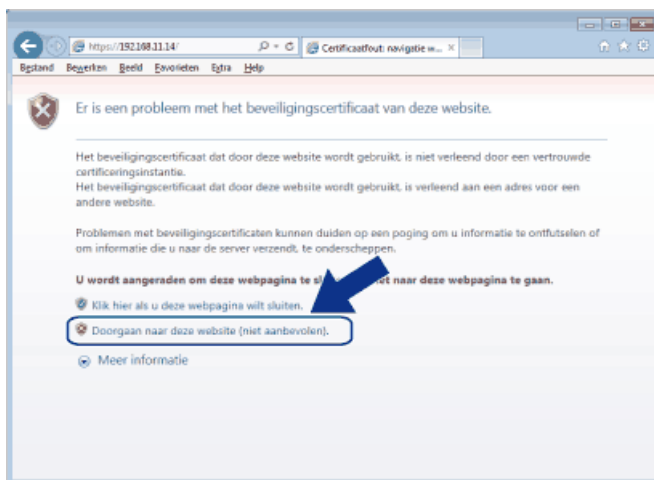 https://192.168.11.14/
Certificaatfout: navigatie w...
Bestand Bewerken Beeld Favorieten Extra Help
Er is een probleem met het beveiligingscertificaat van deze website.
Het beveiligingscertificaat dat door deze website wordt gebruikt, is niet verleend door een vertrouwde
certificeringsinstantie.
Het beveiligingscertificaat dat door deze website wordt gebruikt, is verleend aan een adres voor een
andere website.
Problemen met beveiligingscertificaten kunnen duiden op een poging om u informatie te ontfutselen of
om informatie die u naar de server verzendt, te onderscheppen.
U wordt aangeraden om deze webpagina te naar deze webpagina te gaan.
Klik hier als u deze webpagina wilt sluiten.
Doorgaan naar deze website (niet aanbevolen).
Meer informatie